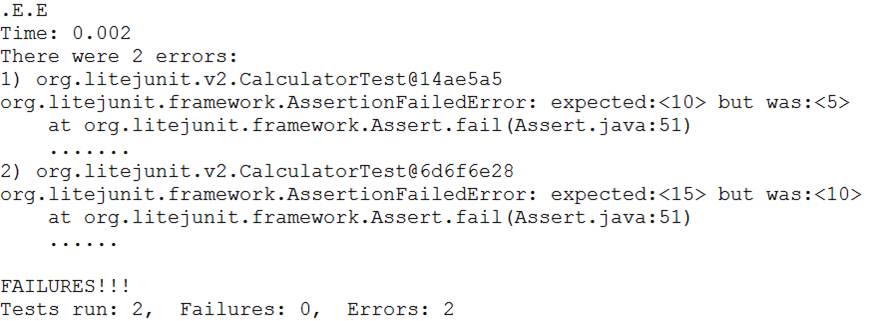 .E.E
Time: 0.002
There were 2 errors:
1) org.litejunit.v2.CalculatorTest@14ae5a5
org.litejunit.framework.AssertionFailedError: expected:<10> but was:<5>
    at org.litejunit.framework.Assert.fail(Assert.java:51)
    .......
2) org.litejunit.v2.CalculatorTest@6d6f6e28
org.litejunit.framework.AssertionFailedError: expected:<15> but was:<10>
    at org.litejunit.framework.Assert.fail(Assert.java:51)
    ......

FAILURES!!!
Tests run: 2,  Failures: 0,  Errors: 2